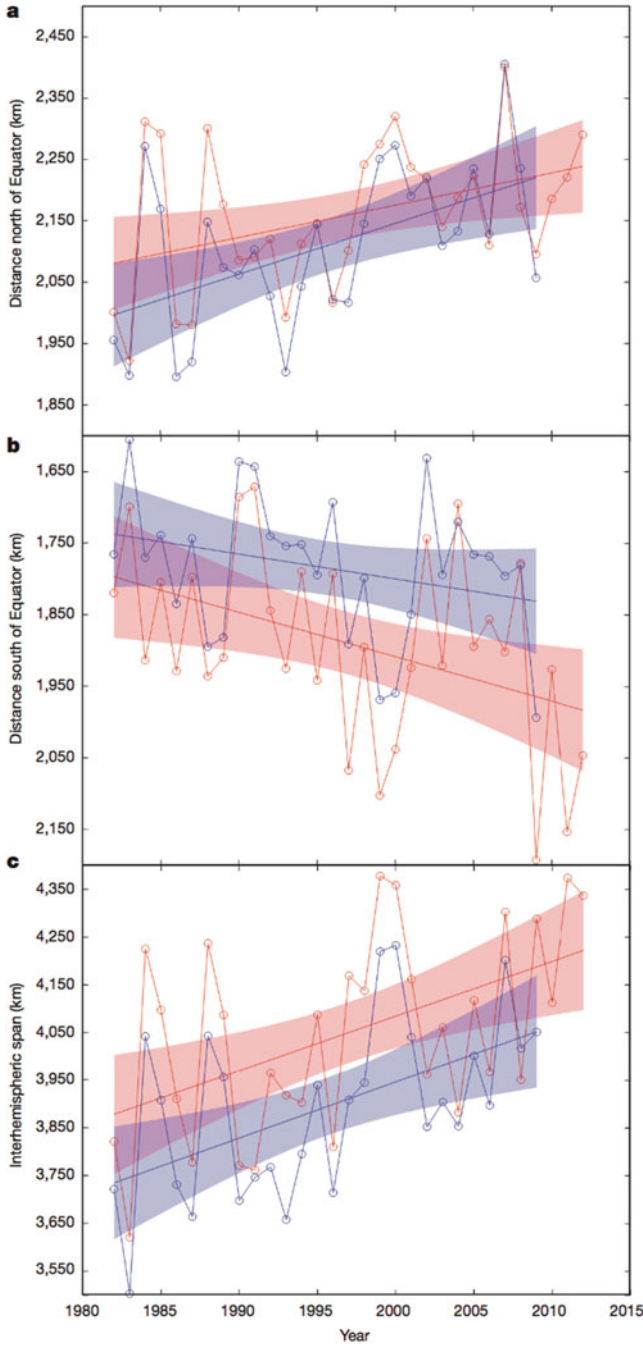 a
2,450
2,350
2,250
2,150
2,050
1,950
1,850
Distance north of Equator (km)
b
1,650
1,750
1,850
1,950
2,050
2,150
Distance south of Equator (km)
c
4,350
4,250
4,150
4,050
3,950
3,850
3,750
3,650
3,550
Interhemispheric span (km)
1980 1985 1990 1995 2000 2005 2010 2015
Year